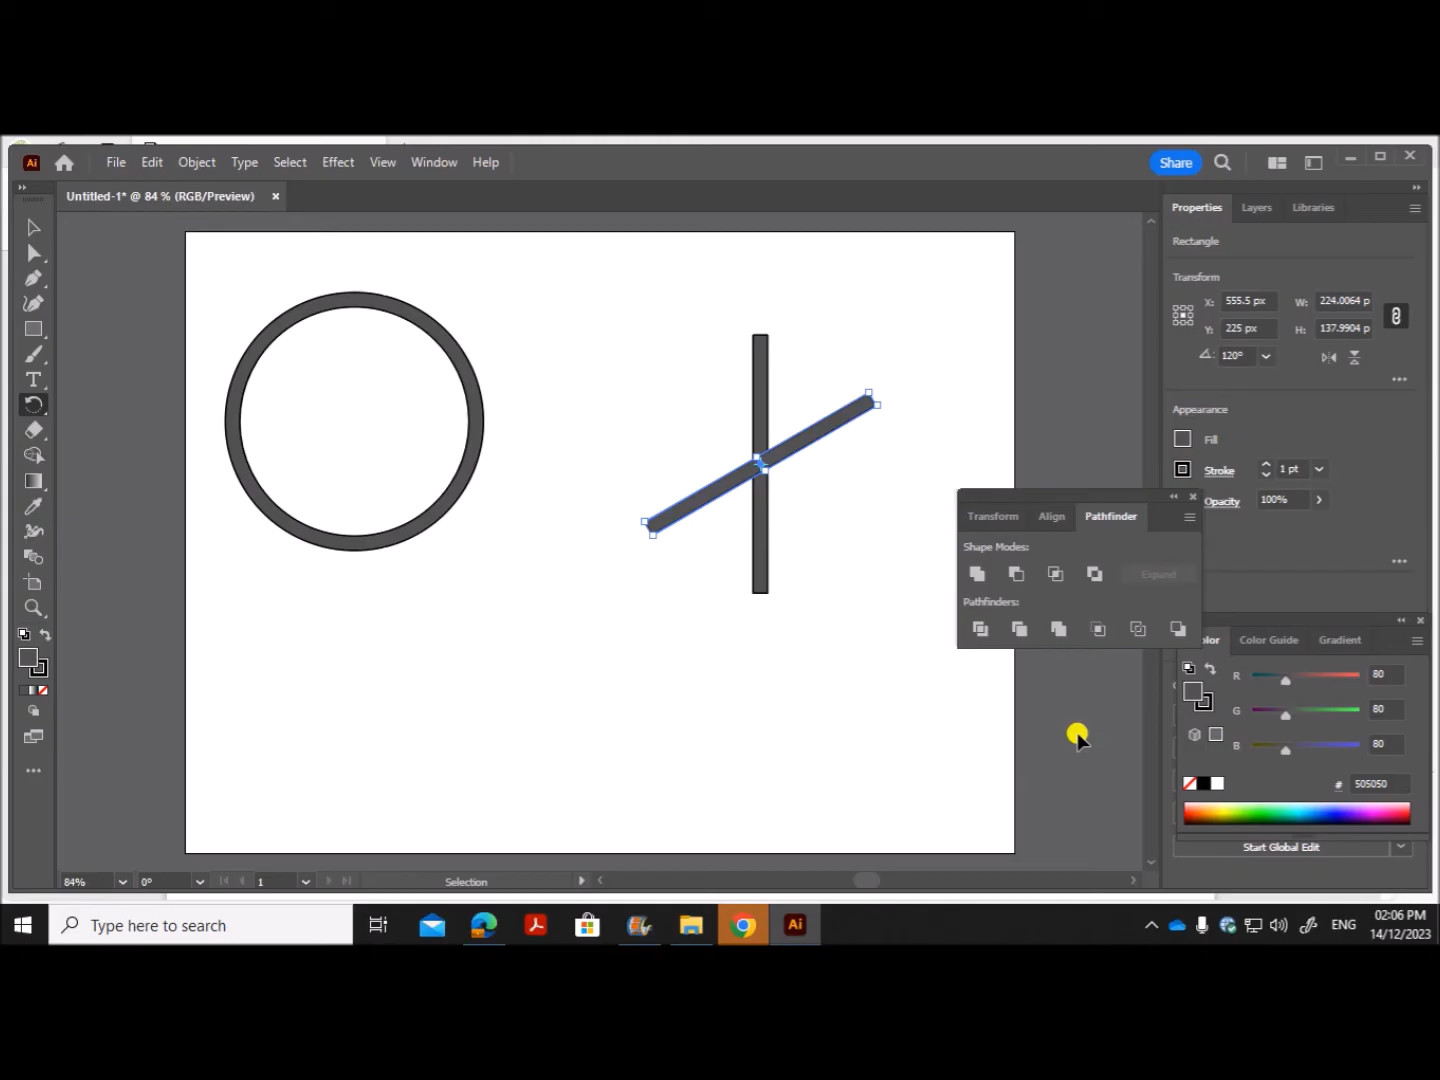 Ai File Edit Object Type Select Effect View Window Help Share
Untitled-1* @ 84 % (RGB/Preview) ×
Properties Layers Libraries
Rectangle
Transform
X: 555.5 px W: 224.0064 p
Y: 225 px H: 137.9904 p
120°
Appearance
Fill
Stroke 1 pt
Opacity 100%
Transform Align Pathfinder
Shape Modes:
Expand
Pathfinders:
olor Color Guide Gradient
R 80
G 80
B 80
# 505050
Start Global Edit
84% 0° 1 Selection
Type here to search
Ai
ENG
02:06 PM
14/12/2023